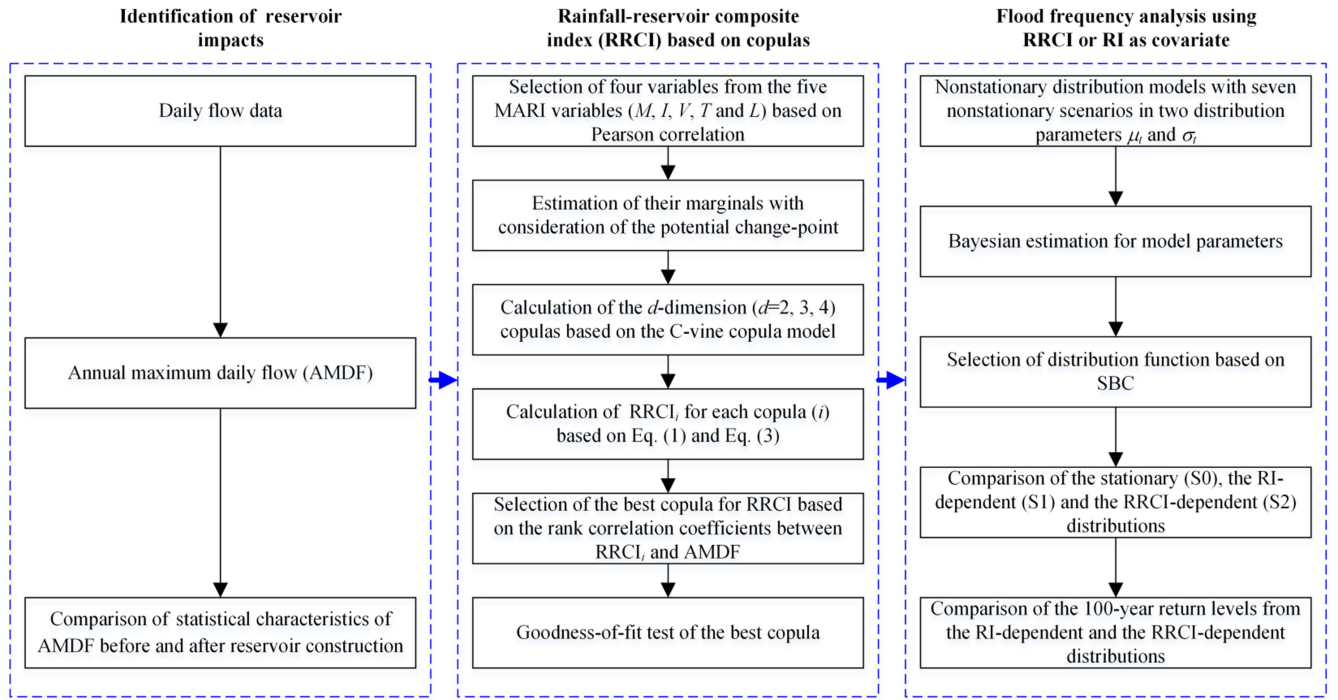 Identification of reservoir
impacts
Daily flow data
Annual maximum daily flow (AMDF)
Comparison of statistical characteristics of
AMDF before and after reservoir construction
Rainfall-reservoir composite
index (RRCI) based on copulas
Selection of four variables from the five
MARI variables (M, I, V, T and L) based on
Pearson correlation
Estimation of their marginals with
consideration of the potential change-point
Calculation of the d-dimension (d=2, 3, 4)
copulas based on the C-vine copula model
Calculation of RRCIi for each copula (i)
based on Eq. (1) and Eq. (3)
Selection of the best copula for RRCI based
on the rank correlation coefficients between
RRCIi and AMDF
Goodness-of-fit test of the best copula
Flood frequency analysis using
RRCI or RI as covariate
Nonstationary distribution models with seven
nonstationary scenarios in two distribution
parameters μt and σt
Bayesian estimation for model parameters
Selection of distribution function based on
SBC
Comparison of the stationary (S0), the RI-
dependent (S1) and the RRCI-dependent (S2)
distributions
Comparison of the 100-year return levels from
the RI-dependent and the RRCI-dependent
distributions